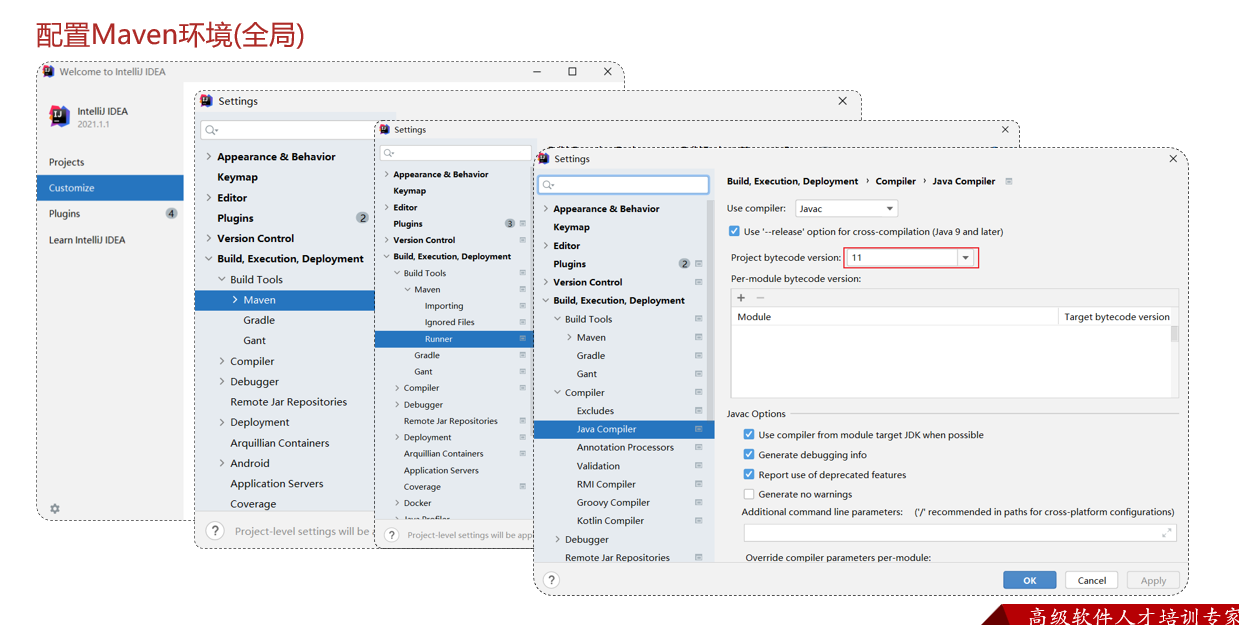 配置Maven环境(全局)
Welcome to IntelliJ IDEA
IntelliJ IDEA
2021.1.1
Projects
Customize
Plugins 4
Learn IntelliJ IDEA
Settings
Appearance & Behavior
Keymap
Editor
Plugins 2
Version Control
Build, Execution, Deployment
Build Tools
Maven
Gradle
Gant
Compiler
Debugger
Remote Jar Repositories
Deployment
Arquillian Containers
Android
Application Servers
Coverage
? Project-level settings will be
Settings
Appearance & Behavior
Keymap
Editor
Plugins 3
Version Control
Build, Execution, Deployment
Build Tools
Maven
Importing
Ignored Files
Runner
Gradle
Gant
Compiler
Debugger
Remote Jar Repositories
Deployment
Arquillian Containers
Application Servers
Coverage
Docker
? Project-level settings will be app
Settings
Appearance & Behavior
Keymap
Editor
Plugins 2
Version Control
Build, Execution, Deployment
Build Tools
Maven
Gradle
Gant
Compiler
Excludes
Java Compiler
Annotation Processors
Validation
RMI Compiler
Groovy Compiler
Kotlin Compiler
Debugger
Remote Jar Repositories
Build, Execution, Deployment › Compiler › Java Compiler
Use compiler: Javac
Use '--release' option for cross-compilation (Java 9 and later)
Project bytecode version: 11
Per-module bytecode version:
+ −
Module Target bytecode version
Javac Options
Use compiler from module target JDK when possible
Generate debugging info
Report use of deprecated features
Generate no warnings
Additional command line parameters: ('/' recommended in paths for cross-platform configurations)
Override compiler parameters per-module:
? OK Cancel Apply
高级软件人才培训专家